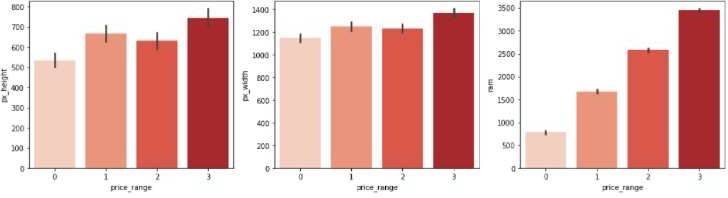 px_height
800
700
600
500
400
300
200
100
0
0 1 2 3
price_range
px_width
1400
1200
1000
800
600
400
200
0
0 1 2 3
price_range
ram
3500
3000
2500
2000
1500
1000
500
0
0 1 2 3
price_range